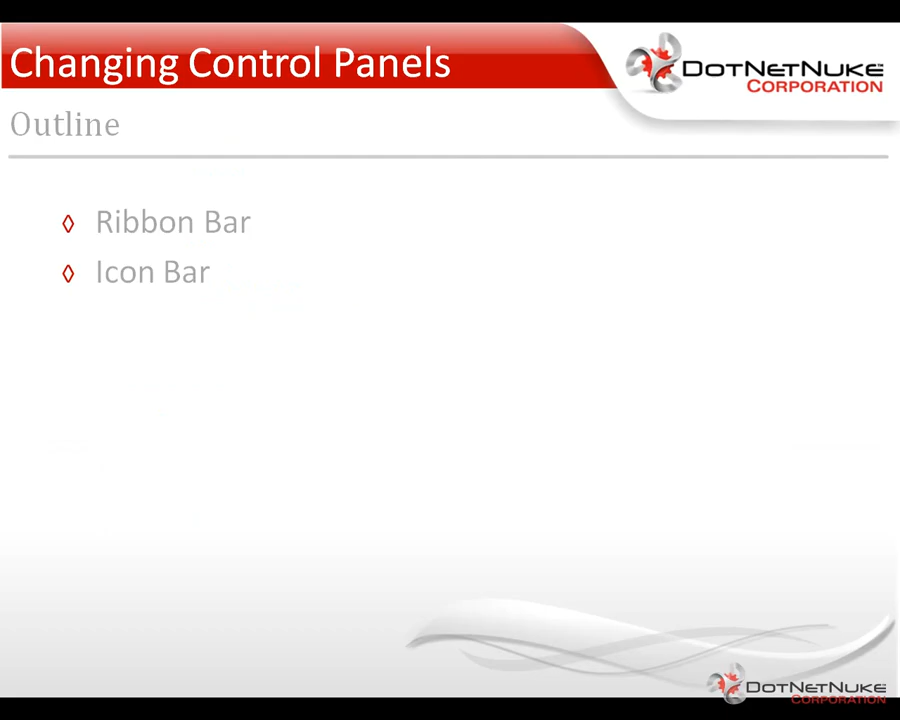 Changing Control Panels
DOTNETNUKE
CORPORATION
Outline
Ribbon Bar
Icon Bar
DOTNETNUKE
CORPORATION